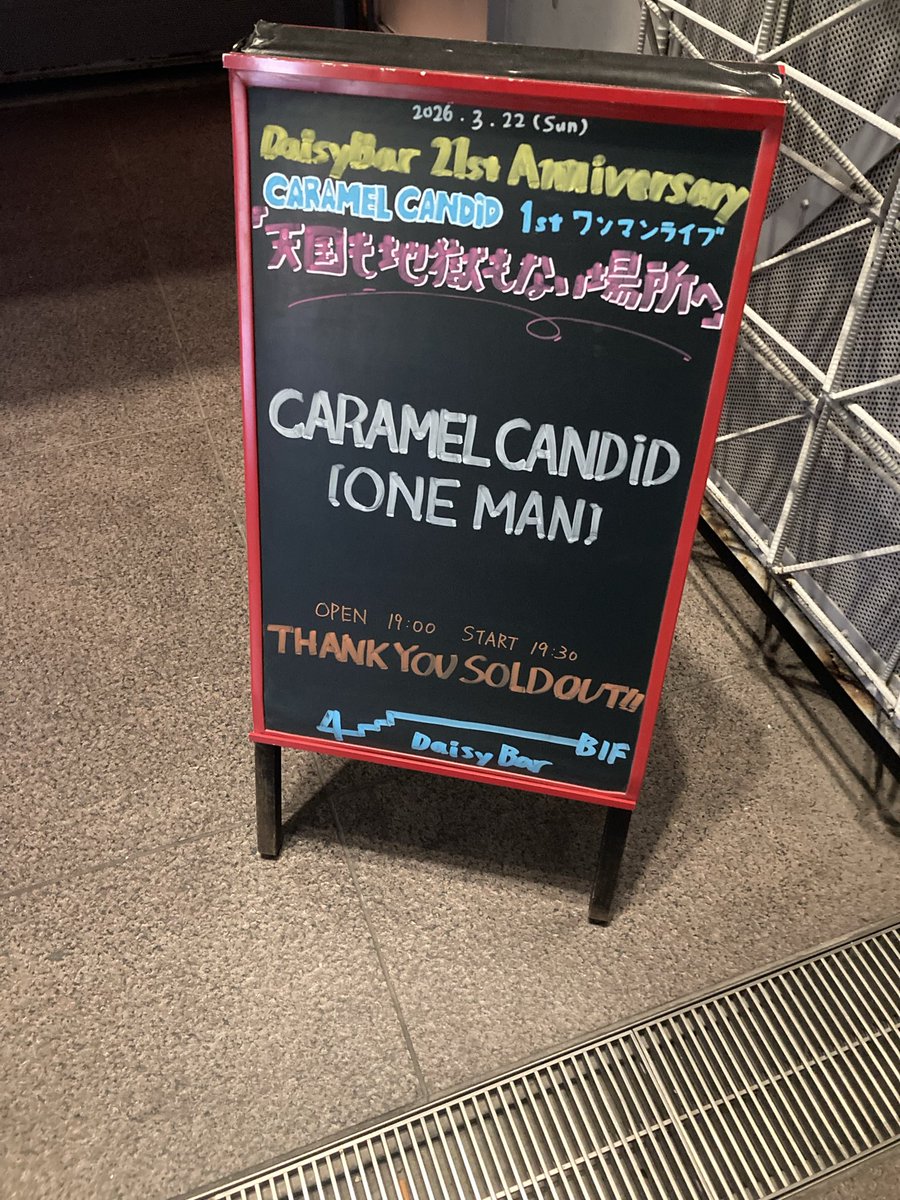 2026.3.22(Sun)
DaisyBar 21st Anniversary
CARAMEL CANDiD 1st ワンマンライブ
『天国も地獄もない場所へ』
CARAMEL CANDiD
[ONE MAN]
OPEN 19:00 START 19:30
THANK YOU SOLD OUT!!
B1F
Daisy Bar